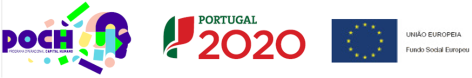 POCH
PROGRAMA OPERACIONAL CAPITAL HUMANO
PORTUGAL
2020
UNIÃO EUROPEIA
Fundo Social Europeu